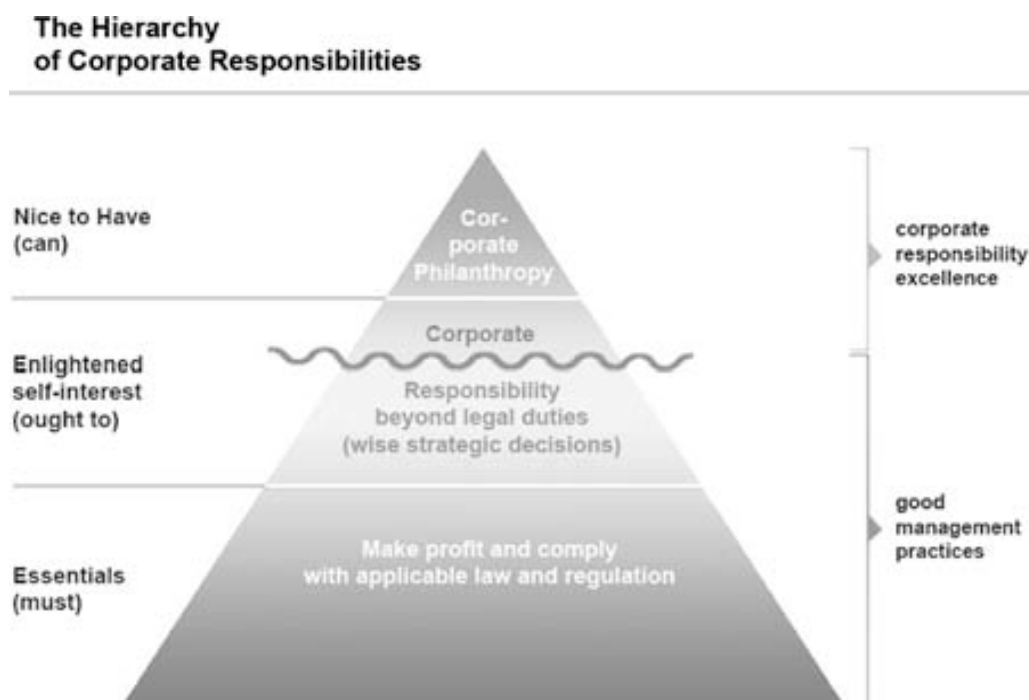 The Hierarchy
of Corporate Responsibilities
Nice to Have
(can)
Cor-
porate
Philanthropy
corporate
responsibility
excellence
Enlightened
self-interest
(ought to)
Corporate
Responsibility
beyond legal duties
(wise strategic decisions)
Essentials
(must)
Make profit and comply
with applicable law and regulation
good
management
practices